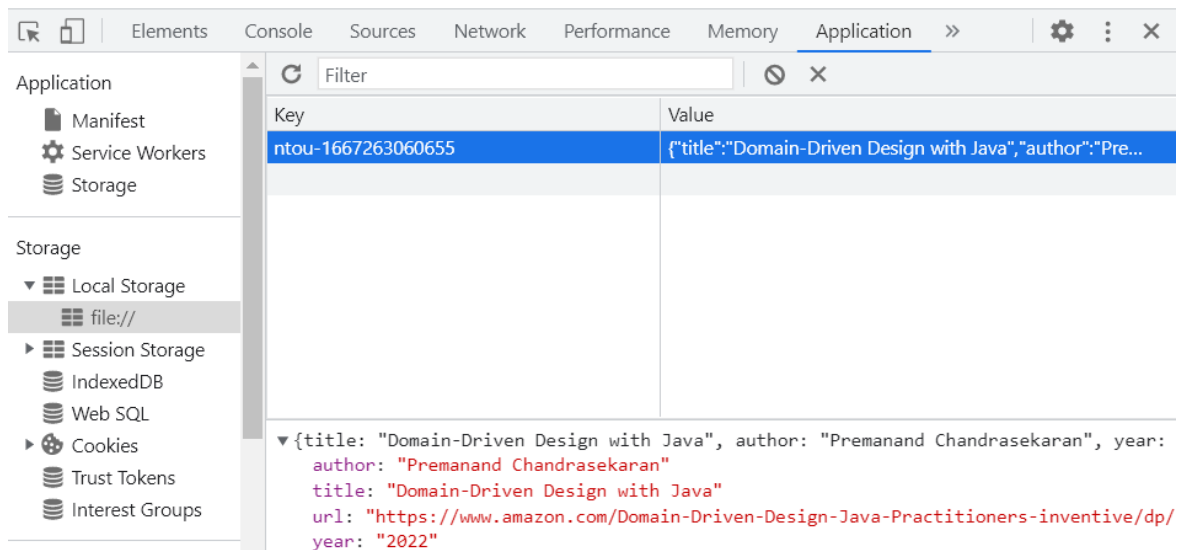 Elements Console Sources Network Performance Memory Application »
Application
Manifest
Service Workers
Storage
Storage
Local Storage
file://
Session Storage
IndexedDB
Web SQL
Cookies
Trust Tokens
Interest Groups
Filter
Key Value
ntou-1667263060655 {"title":"Domain-Driven Design with Java","author":"Pre...
{title: "Domain-Driven Design with Java", author: "Premanand Chandrasekaran", year:
author: "Premanand Chandrasekaran"
title: "Domain-Driven Design with Java"
url: "https://www.amazon.com/Domain-Driven-Design-Java-Practitioners-inventive/dp/
year: "2022"